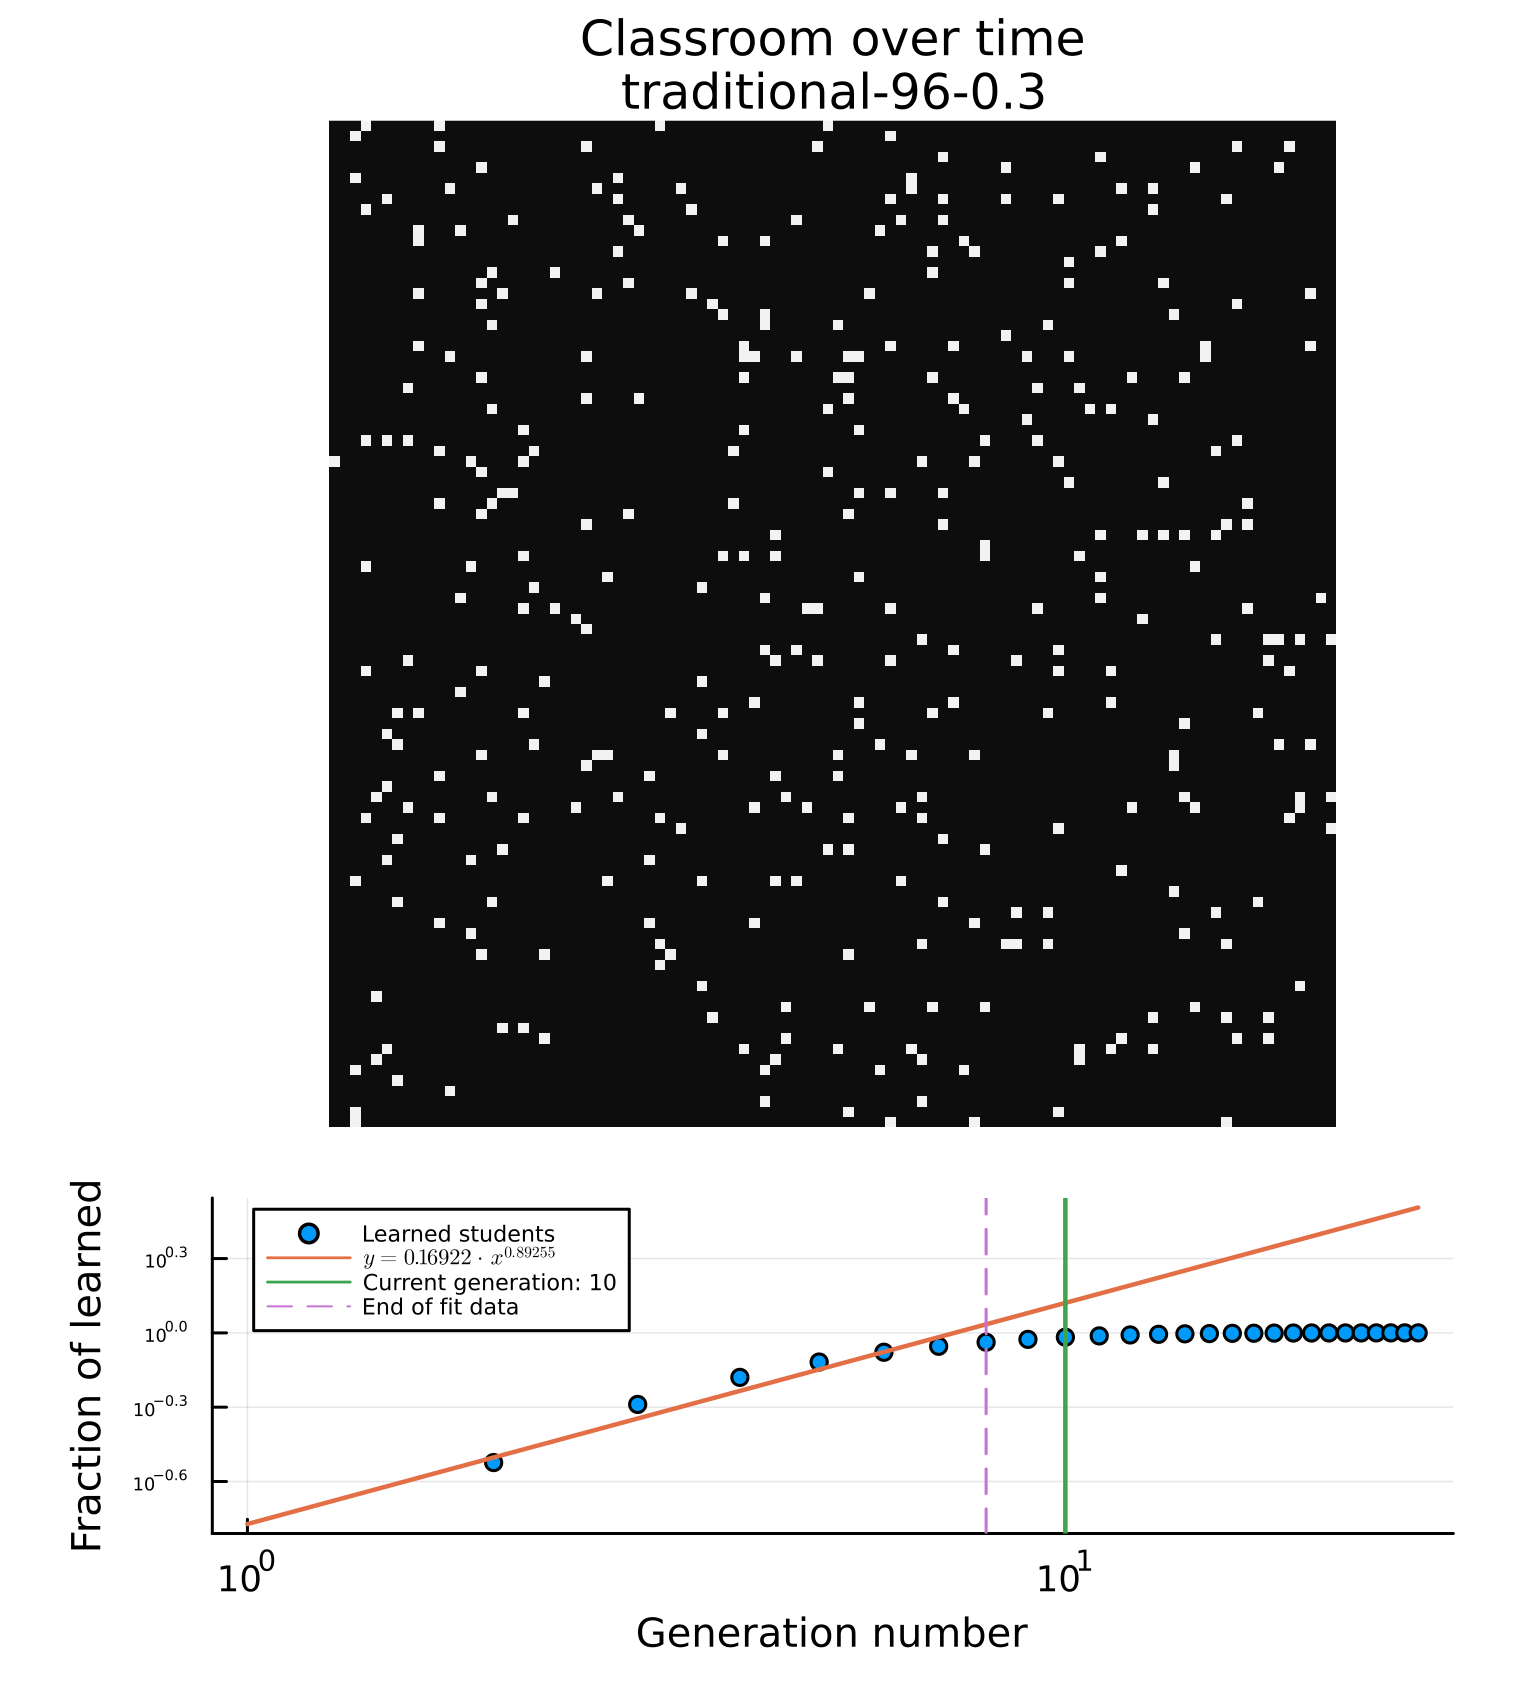 Classroom over time
traditional-96-0.3
Fraction of learned
10^0.3
10^0.0
10^−0.3
10^−0.6
Learned students
y = 0.16922 · x^0.89255
Current generation: 10
End of fit data
10^0 10^1
Generation number